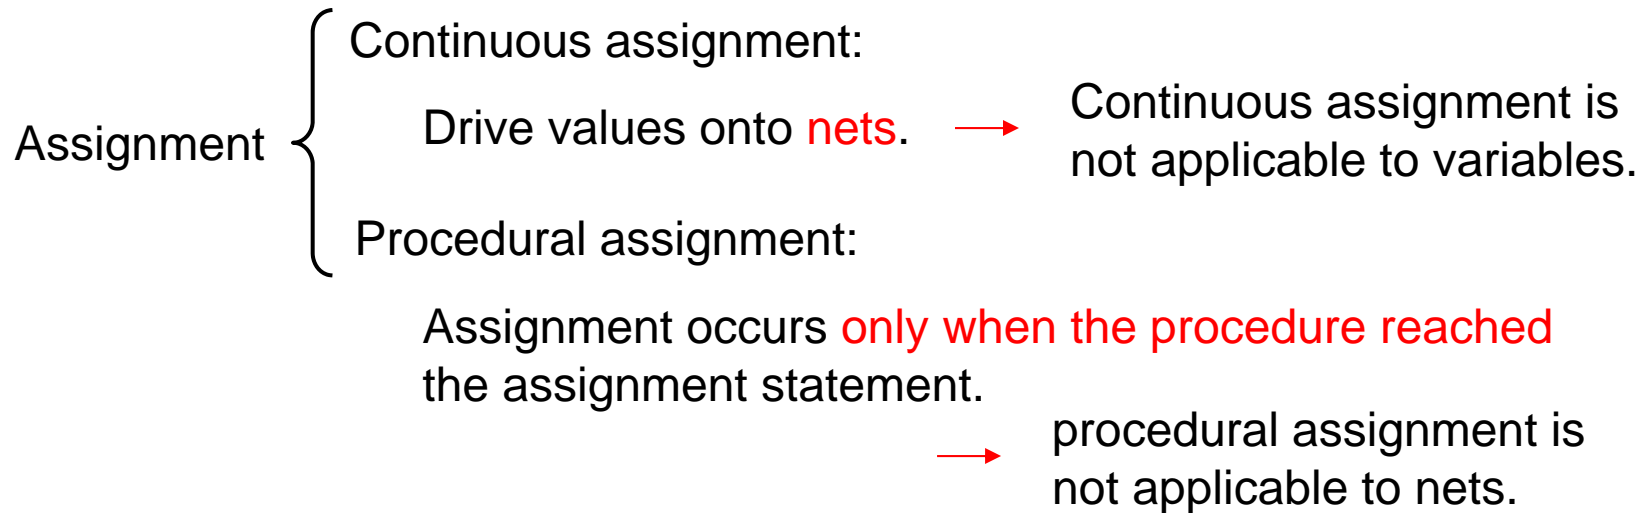 Assignment
Continuous assignment:
Drive values onto nets.
Continuous assignment is
not applicable to variables.
Procedural assignment:
Assignment occurs only when the procedure reached
the assignment statement.
procedural assignment is
not applicable to nets.